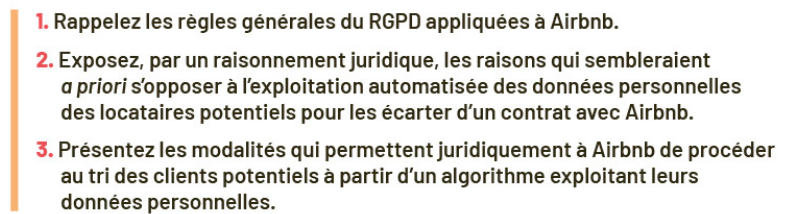 1. Rappelez les règles générales du RGPD appliquées à Airbnb.
2. Exposez, par un raisonnement juridique, les raisons qui sembleraient
a priori s'opposer à l'exploitation automatisée des données personnelles
des locataires potentiels pour les écarter d'un contrat avec Airbnb.
3. Présentez les modalités qui permettent juridiquement à Airbnb de procéder
au tri des clients potentiels à partir d'un algorithme exploitant leurs
données personnelles.